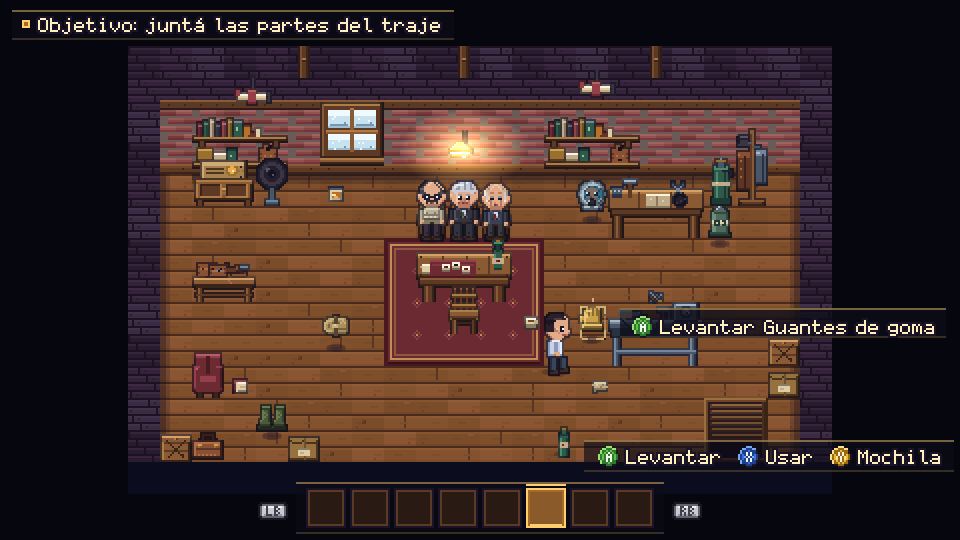 Objetivo: juntá las partes del traje
A Levantar Guantes de goma
A Levantar X Usar Y Mochila
LB RB